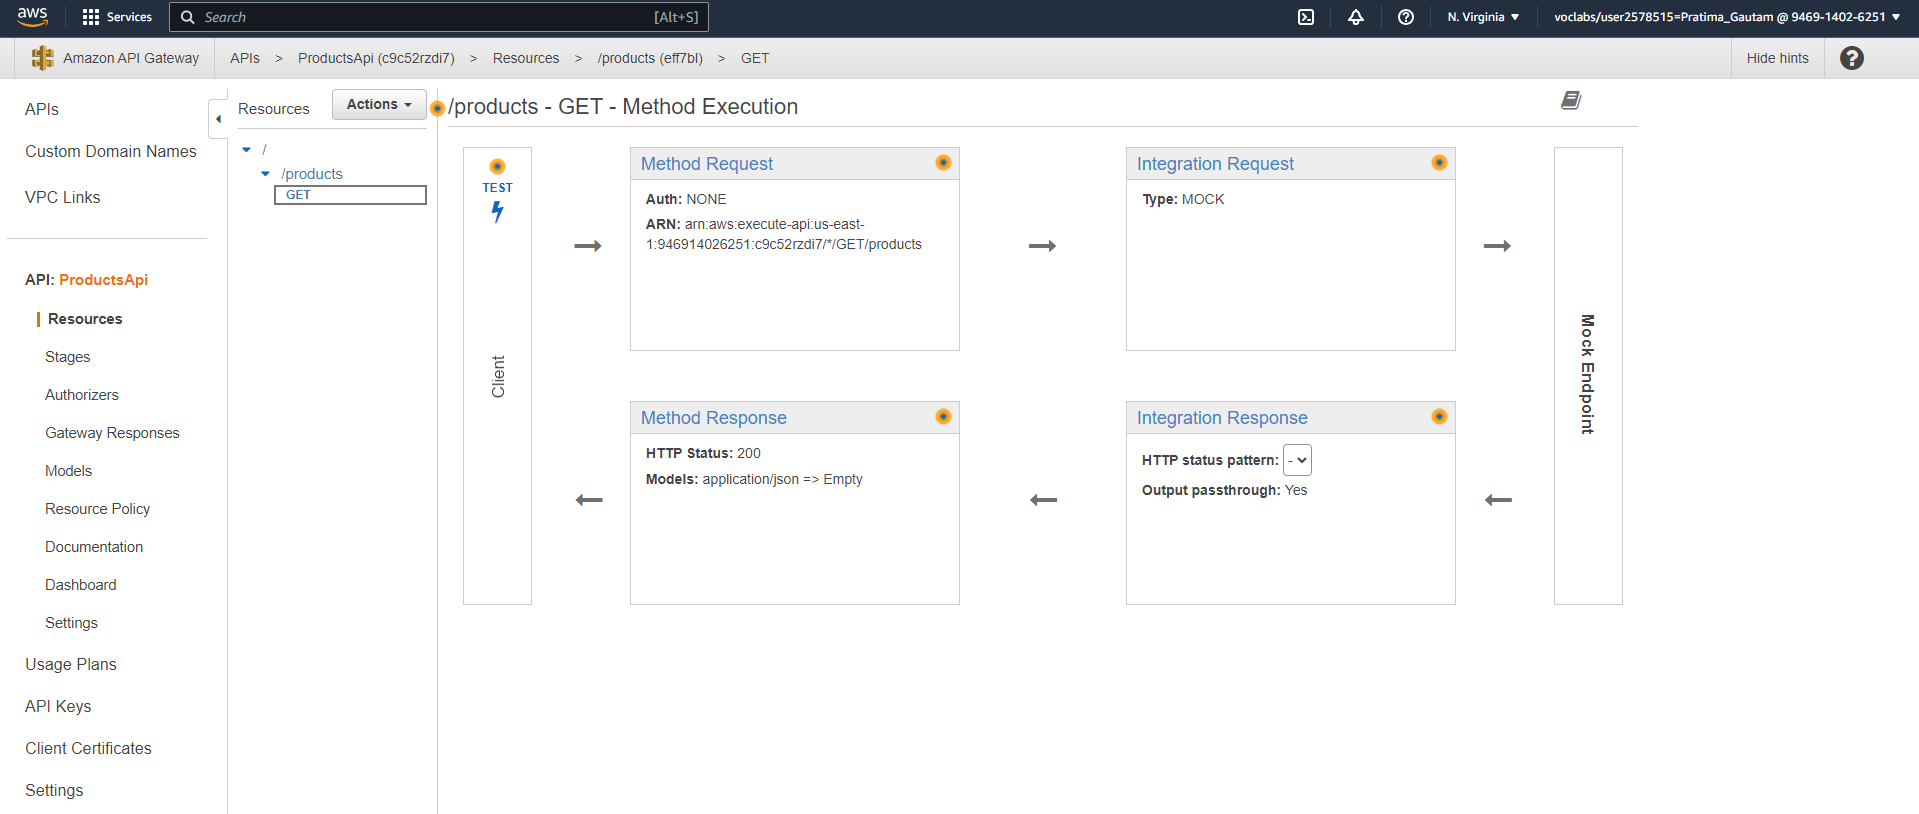 aws
Services
Search
[Alt+S]
N. Virginia
voclabs/user2578515=Pratima_Gautam @ 9469-1402-6251
Amazon API Gateway
APIs > ProductsApi (c9c52rzdi7) > Resources > /products (eff7bl) > GET
Hide hints
?
APIs
Custom Domain Names
VPC Links
API: ProductsApi
Resources
Stages
Authorizers
Gateway Responses
Models
Resource Policy
Documentation
Dashboard
Settings
Usage Plans
API Keys
Client Certificates
Settings
Resources
Actions
/
/products
GET
/products - GET - Method Execution
TEST
Client
Method Request
Auth: NONE
ARN: arn:aws:execute-api:us-east-
1:946914026251:c9c52rzdi7/*/GET/products
Integration Request
Type: MOCK
Mock Endpoint
Method Response
HTTP Status: 200
Models: application/json => Empty
Integration Response
HTTP status pattern: -
Output passthrough: Yes